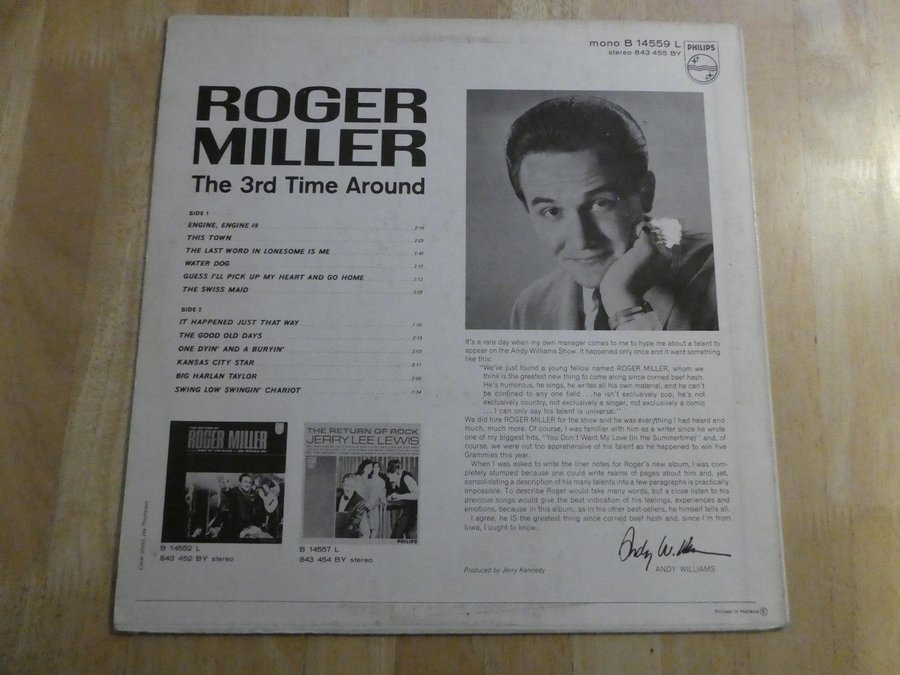 mono B 14559 L
stereo 843 455 BY
PHILIPS
ROGER
MILLER
The 3rd Time Around
SIDE 1
ENGINE, ENGINE #9
THIS TOWN
THE LAST WORD IN LONESOME IS ME
WATER DOG
GUESS I'LL PICK UP MY HEART AND GO HOME
THE SWISS MAID
SIDE 2
IT HAPPENED JUST THAT WAY
THE GOOD OLD DAYS
ONE DYIN' AND A BURYIN'
KANSAS CITY STAR
BIG HARLAN TAYLOR
SWING LOW SWINGIN' CHARIOT
THE RETURN OF
ROGER MILLER
B 14552 L
843 452 BY stereo
THE RETURN OF ROCK
JERRY LEE LEWIS
PHILIPS
B 14557 L
843 454 BY stereo
It's a rare day when my own manager comes to me to hype me about a talent to
appear on the Andy Williams Show. It happened only once and it went something
like this:
"We've just found a young fellow named ROGER MILLER, whom we
think is the greatest new thing to come along since corned beef hash.
He's humorous, he sings, he writes all his own material, and he can't
be confined to any one field ... he isn't exclusively pop, he's not
exclusively country, not exclusively a singer, not exclusively a comic
... I can only say his talent is universal."
We did hire ROGER MILLER for the show and he was everything I had heard and
much, much more. Of course, I was familiar with him as a writer since he wrote
one of my biggest hits, "You Don't Want My Love (In the Summertime)" and, of
course, we were not too apprehensive of his talent as he happened to win five
Grammies this year.
When I was asked to write the liner notes for Roger's new album, I was com-
pletely stumped because one could write reams of pages about him and, yet,
consolidating a description of his many talents into a few paragraphs is practically
impossible. To describe Roger would take many words, but a close listen to his
previous songs would give the best indication of his feelings, experiences and
emotions, because in this album, as in his other best-sellers, he himself tells all.
I agree, he IS the greatest thing since corned beef hash and, since I'm from
Iowa, I ought to know.
Andy Williams
ANDY WILLIAMS
Produced by Jerry Kennedy
Printed in Holland